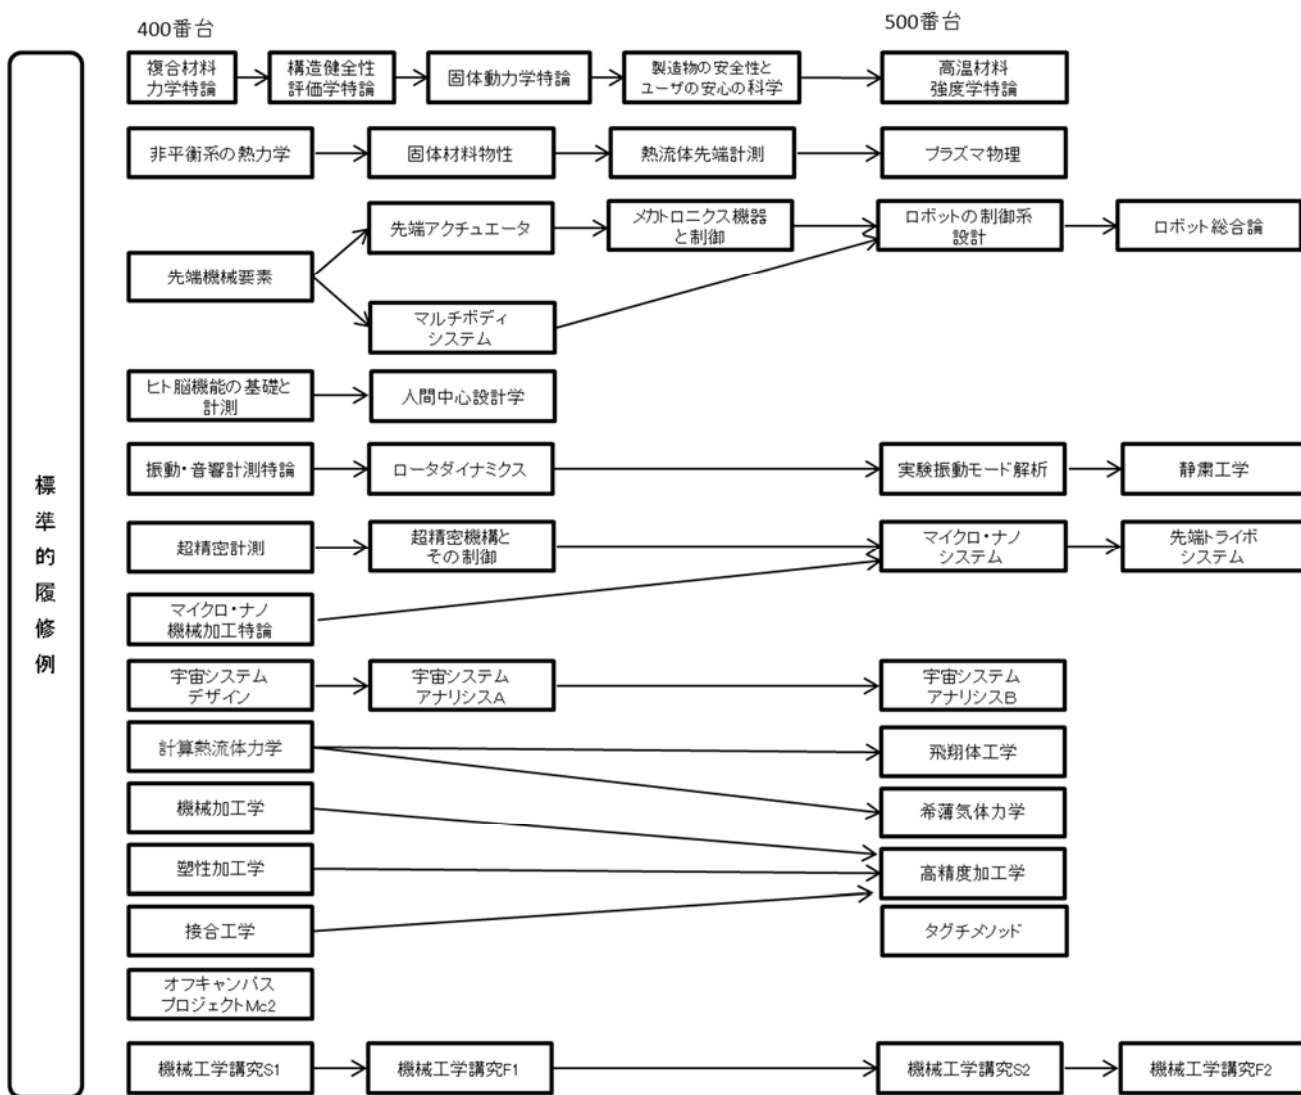 400番台
500番台
標準的履修例
複合材料
力学特論
構造健全性
評価学特論
固体動力学特論
製造物の安全性と
ユーザの安心の科学
高温材料
強度学特論
非平衡系の熱力学
固体材料物性
熱流体先端計測
プラズマ物理
先端機械要素
先端アクチュエータ
メカトロニクス機器
と制御
ロボットの制御系
設計
ロボット総合論
マルチボディ
システム
ヒト脳機能の基礎と
計測
人間中心設計学
振動・音響計測特論
ロータダイナミクス
実験振動モード解析
静粛工学
超精密計測
超精密機構と
その制御
マイクロ・ナノ
システム
先端トライボ
システム
マイクロ・ナノ
機械加工特論
宇宙システム
デザイン
宇宙システム
アナリシスA
宇宙システム
アナリシスB
計算熱流体力学
飛翔体工学
機械加工学
希薄気体力学
塑性加工学
高精度加工学
接合工学
タグチメソッド
オフキャンパス
プロジェクトMc2
機械工学講究S1
機械工学講究F1
機械工学講究S2
機械工学講究F2